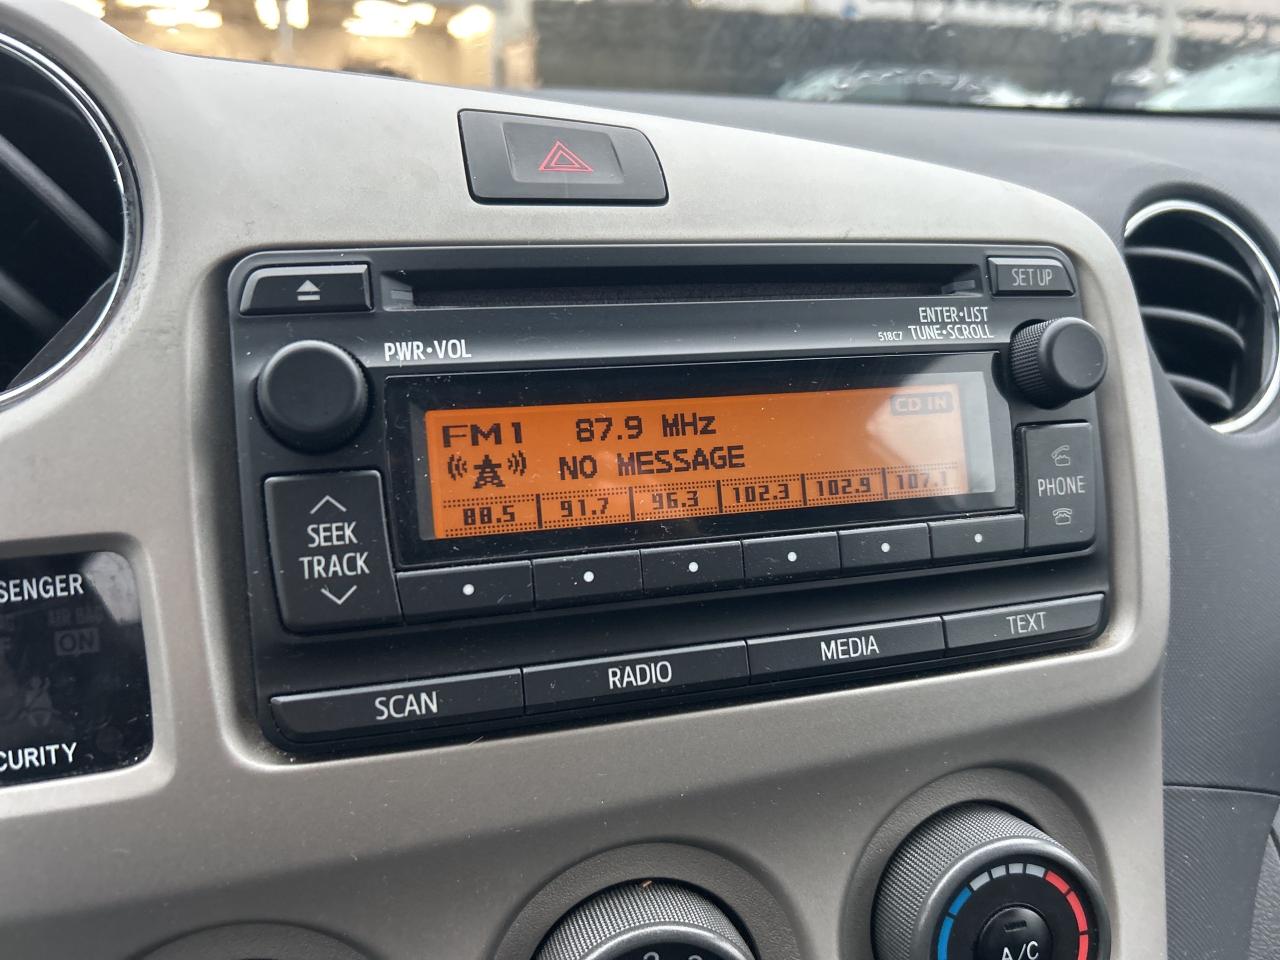 SET UP
ENTER•LIST
518C7 TUNE•SCROLL
PWR•VOL
CD IN
FM1 87.9 MHz
NO MESSAGE
88.5 91.7 96.3 102.3 102.9 107.1
SEEK
TRACK
PHONE
SCAN RADIO MEDIA TEXT
SENGER
AIR BAG
ON
CURITY
A/C